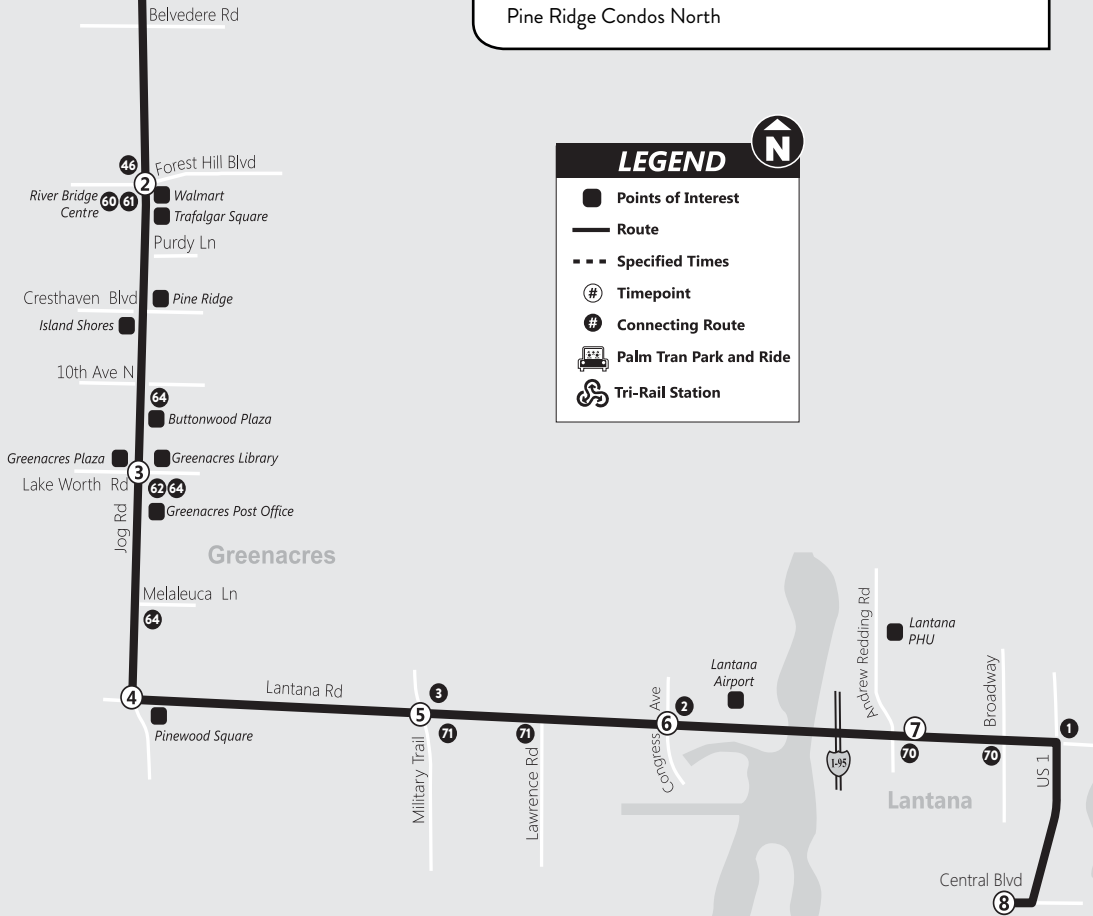 Belvedere Rd
Pine Ridge Condos North
N
LEGEND
Points of Interest
Route
Specified Times
# Timepoint
# Connecting Route
Palm Tran Park and Ride
Tri-Rail Station
46
Forest Hill Blvd
2
River Bridge
Centre
60 61
Walmart
Trafalgar Square
Purdy Ln
Cresthaven Blvd
Pine Ridge
Island Shores
10th Ave N
64
Buttonwood Plaza
Greenacres Plaza
Greenacres Library
3
Lake Worth Rd
62 64
Greenacres Post Office
Jog Rd
Greenacres
Melaleuca Ln
64
4
Lantana Rd
Pinewood Square
3
5
71
Military Trail
71
Lawrence Rd
Congress Ave
2
6
Lantana
Airport
I-95
Andrew Redding Rd
Lantana
PHU
7
70
Broadway
70
1
US 1
Lantana
Central Blvd
8